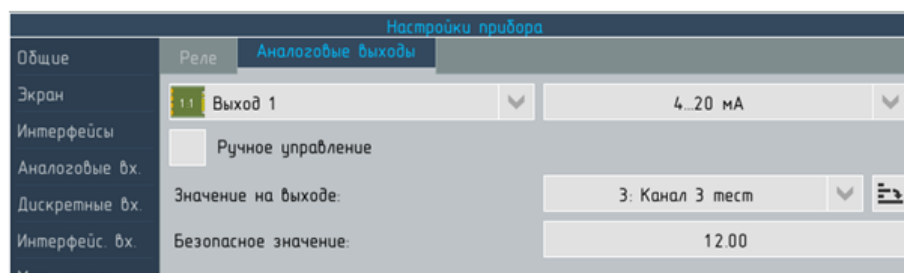 Настройки прибора
Общие
Реле
Аналоговые выходы
Экран
1.1 Выход 1
4...20 мА
Интерфейсы
Ручное управление
Аналоговые вх.
Дискретные вх.
Значение на выходе:
3: Канал 3 тест
Интерфейс. вх.
Безопасное значение:
12.00